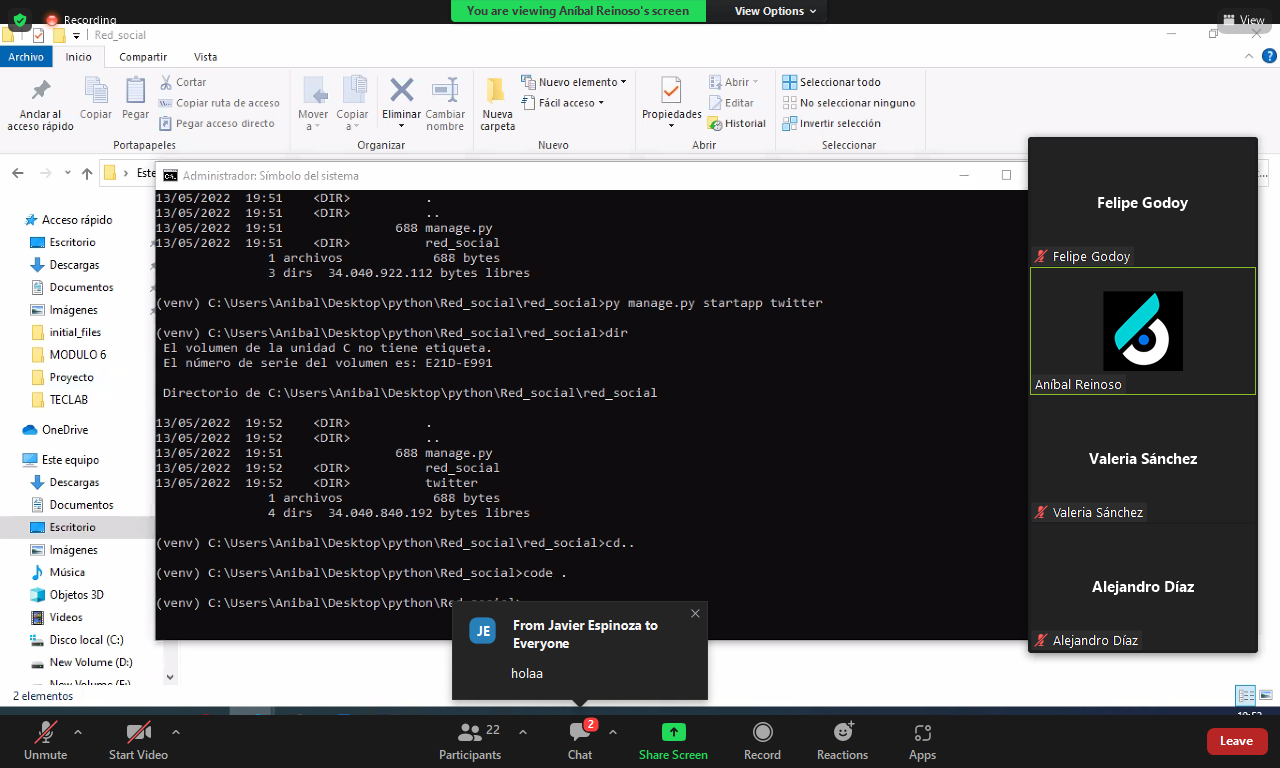 Recording
You are viewing Aníbal Reinoso's screen
View Options
View
Red_social
Archivo
Inicio
Compartir
Vista
Anclar al
acceso rápido
Copiar
Pegar
Cortar
Copiar ruta de acceso
Pegar acceso directo
Portapapeles
Mover
a
Copiar
a
Eliminar
Cambiar
nombre
Organizar
Nueva
carpeta
Nuevo elemento
Fácil acceso
Nuevo
Propiedades
Abrir
Editar
Historial
Abrir
Seleccionar todo
No seleccionar ninguno
Invertir selección
Seleccionar
Este
Acceso rápido
Escritorio
Descargas
Documentos
Imágenes
initial_files
MODULO 6
Proyecto
TECLAB
OneDrive
Este equipo
Descargas
Documentos
Escritorio
Imágenes
Música
Objetos 3D
Videos
Disco local (C:)
New Volume (D:)
New Volume (E:)
2 elementos
Administrador: Símbolo del sistema
13/05/2022  19:51    <DIR>          .
13/05/2022  19:51    <DIR>          ..
13/05/2022  19:51               688 manage.py
13/05/2022  19:51    <DIR>          red_social
1 archivos            688 bytes
3 dirs  34.040.922.112 bytes libres
(venv) C:\Users\Anibal\Desktop\python\Red_social\red_social>py manage.py startapp twitter
(venv) C:\Users\Anibal\Desktop\python\Red_social\red_social>dir
El volumen de la unidad C no tiene etiqueta.
El número de serie del volumen es: E21D-E991
Directorio de C:\Users\Anibal\Desktop\python\Red_social\red_social
13/05/2022  19:52    <DIR>          .
13/05/2022  19:52    <DIR>          ..
13/05/2022  19:51               688 manage.py
13/05/2022  19:52    <DIR>          red_social
13/05/2022  19:52    <DIR>          twitter
1 archivos            688 bytes
4 dirs  34.040.840.192 bytes libres
(venv) C:\Users\Anibal\Desktop\python\Red_social\red_social>cd..
(venv) C:\Users\Anibal\Desktop\python\Red_social>code .
(venv) C:\Users\Anibal\Desktop\python\Red_social>
Felipe Godoy
Felipe Godoy
Aníbal Reinoso
Valeria Sánchez
Valeria Sánchez
Alejandro Díaz
Alejandro Díaz
JE
From Javier Espinoza to
Everyone
holaa
Unmute
Start Video
22
Participants
2
Chat
Share Screen
Record
Reactions
Apps
Leave